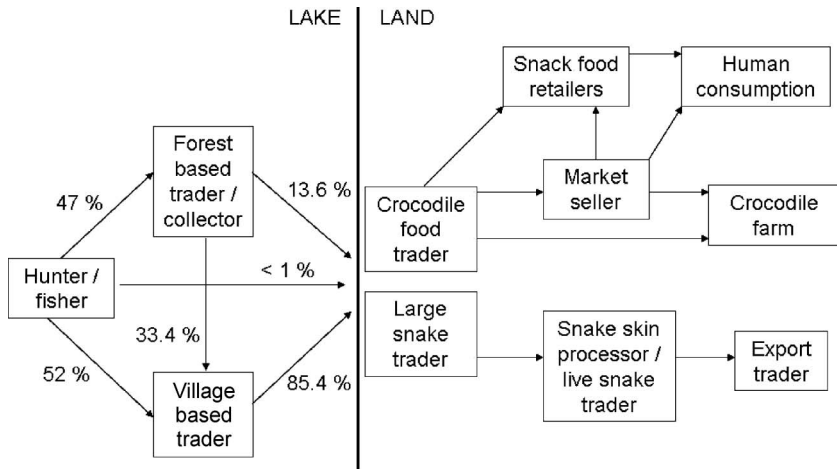 LAKE
LAND
Forest
based
trader /
collector
47 %
13.6 %
Hunter /
fisher
< 1 %
33.4 %
52 %
85.4 %
Village
based
trader
Snack food
retailers
Human
consumption
Crocodile
food
trader
Market
seller
Crocodile
farm
Large
snake
trader
Snake skin
processor /
live snake
trader
Export
trader